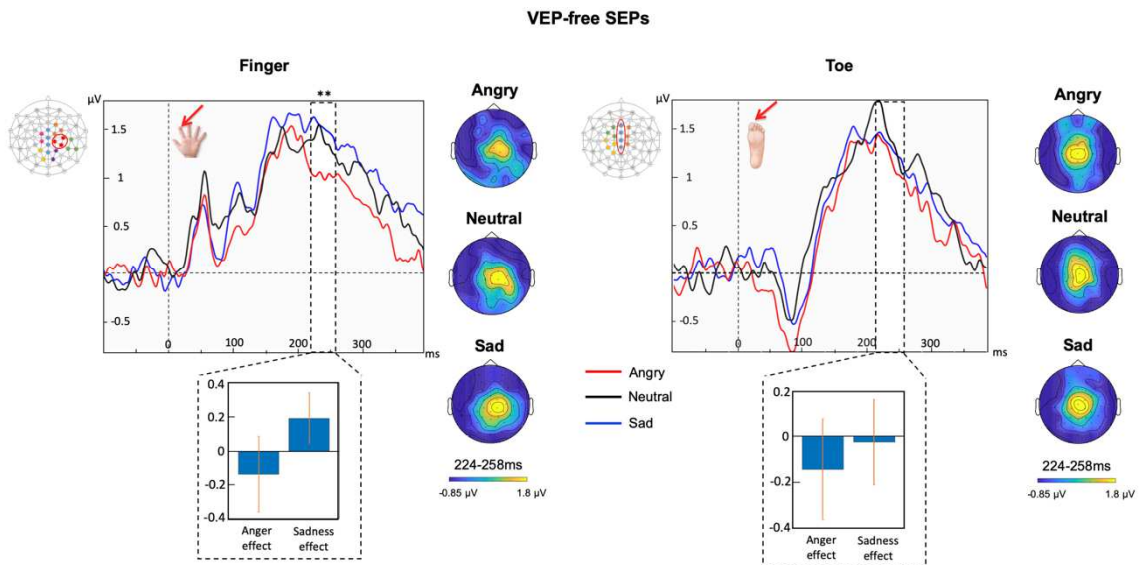 VEP-free SEPs
Finger
µV
**
1.5
1
0.5
-0.5
0
100
200
300
ms
Angry
Neutral
Sad
224-258ms
-0.85 µV
1.8 µV
0.4
0.2
0
-0.2
-0.4
Anger
effect
Sadness
effect
Angry
Neutral
Sad
Toe
µV
1.5
1
0.5
-0.5
0
100
200
300
ms
Angry
Neutral
Sad
224-258ms
-0.85 µV
1.8 µV
0.2
0
-0.2
-0.4
Anger
effect
Sadness
effect